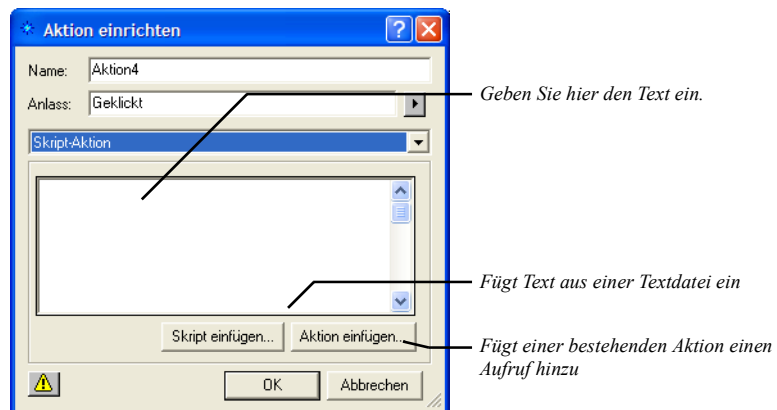 Aktion einrichten
Name: Aktion4
Anlass: Geklickt
Geben Sie hier den Text ein.
Skript-Aktion
Fügt Text aus einer Textdatei ein
Skript einfügen... Aktion einfügen...
Fügt einer bestehenden Aktion einen
Aufruf hinzu
OK Abbrechen